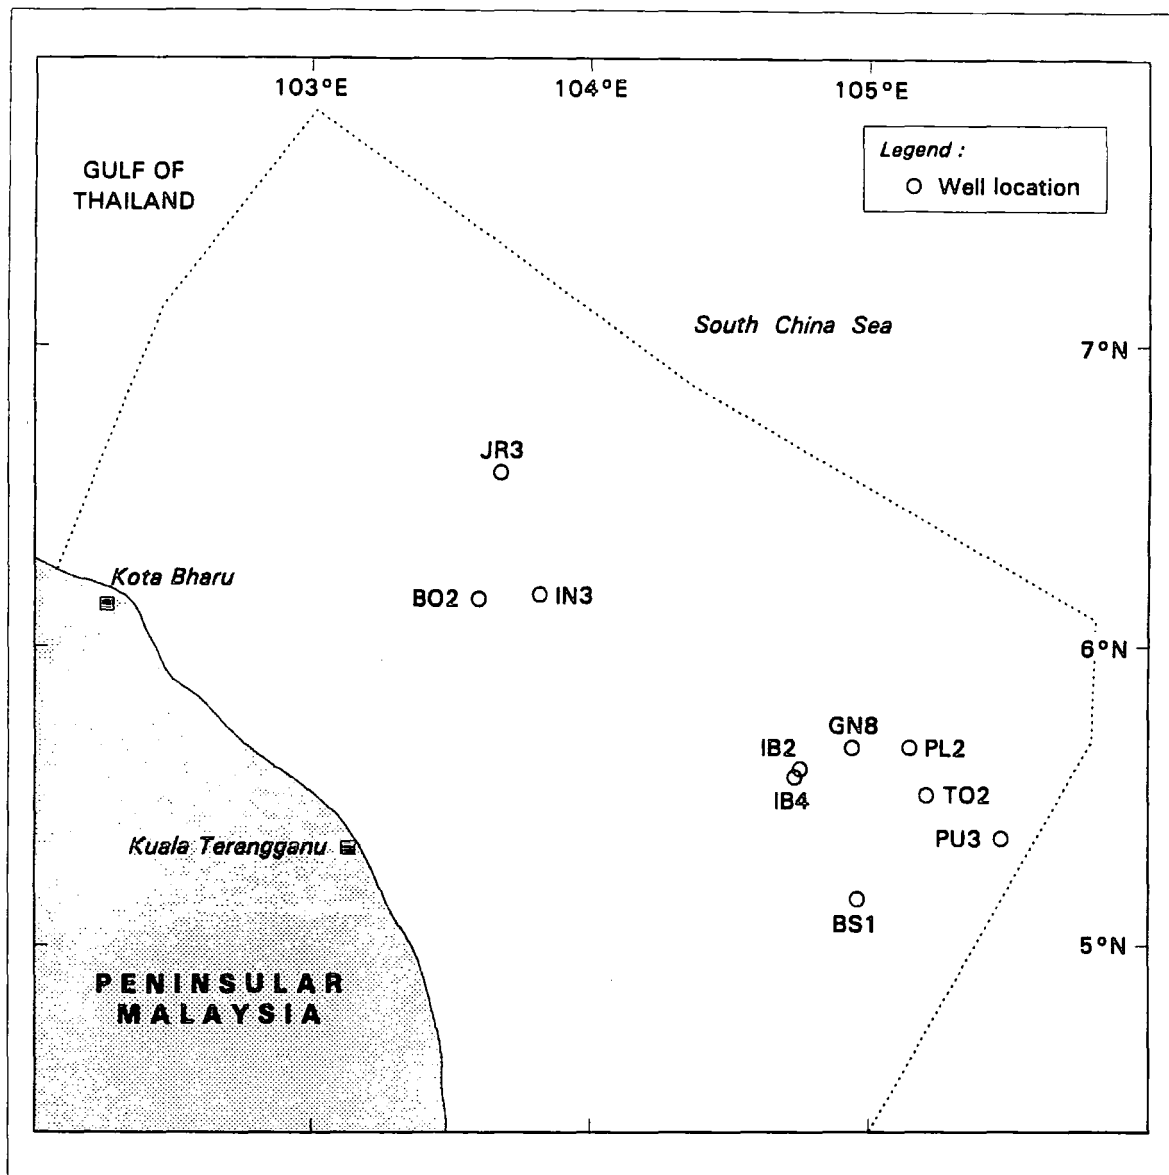 103°E 104°E 105°E
GULF OF
THAILAND
Legend :
Well location
South China Sea
7°N
JR3
Kota Bharu
BO2
IN3
6°N
GN8
IB2
PL2
IB4
TO2
Kuala Terengganu
PU3
BS1
5°N
PENINSULAR
MALAYSIA